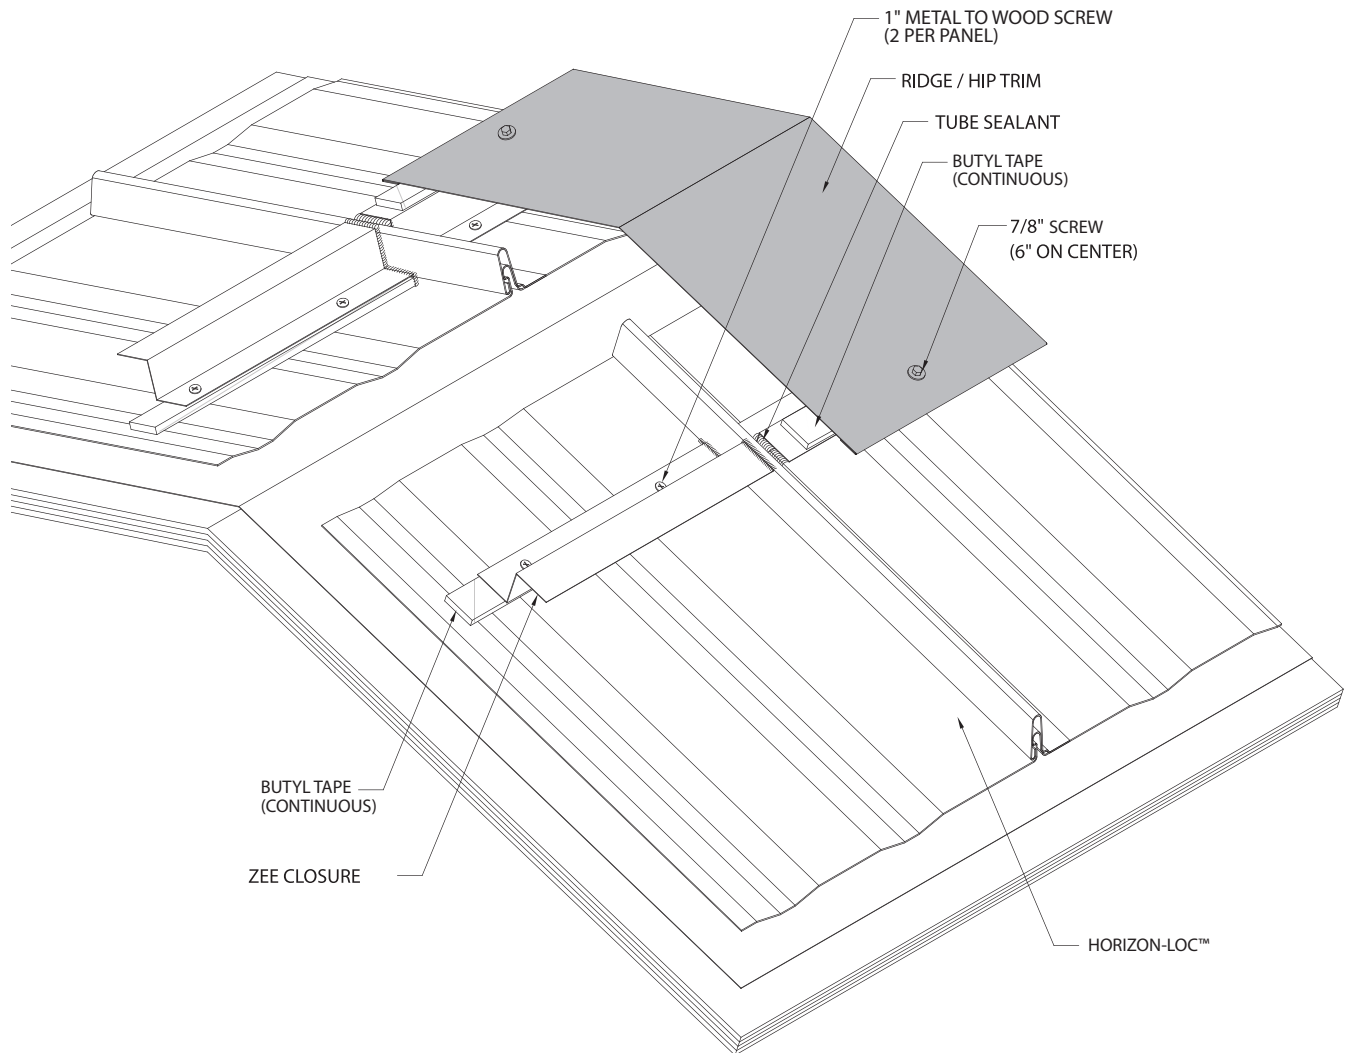 1" METAL TO WOOD SCREW
(2 PER PANEL)
RIDGE / HIP TRIM
TUBE SEALANT
BUTYL TAPE
(CONTINUOUS)
7/8" SCREW
(6" ON CENTER)
BUTYL TAPE
(CONTINUOUS)
ZEE CLOSURE
HORIZON-LOC™